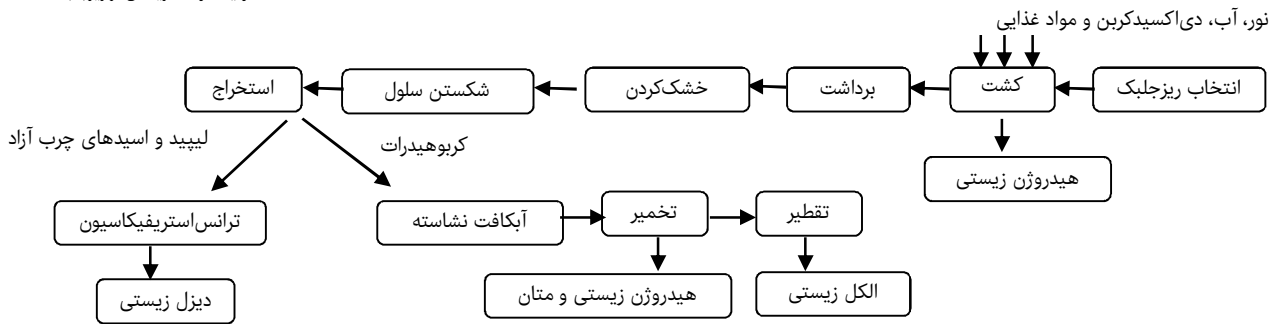 نور، آب، دی‌اکسیدکربن و مواد غذایی
انتخاب ریزجلبک
کشت
برداشت
خشک‌کردن
شکستن سلول
استخراج
هیدروژن زیستی
لیپید و اسیدهای چرب آزاد
کربوهیدرات
ترانس‌استریفیکاسیون
آبکافت نشاسته
تخمیر
تقطیر
دیزل زیستی
هیدروژن زیستی و متان
الکل زیستی